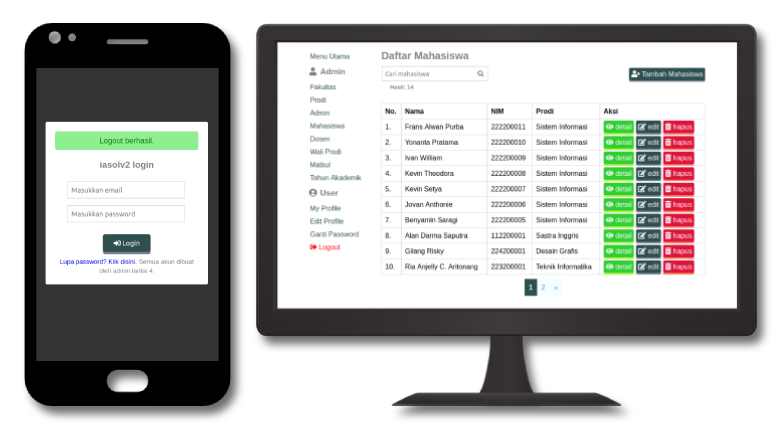 Logout berhasil.
iasolv2 login
Masukkan email
Masukkan password
Login
Lupa password? Klik disini. Semua akun dibuat
oleh admin lantai 4.
Menu Utama
Admin
Fakultas
Prodi
Admin
Mahasiswa
Dosen
Wali Prodi
Matkul
Tahun Akademik
User
My Profile
Edit Profile
Ganti Password
Logout
Daftar Mahasiswa
Cari mahasiswa
Tambah Mahasiswa
Hasil: 14
No. Nama NIM Prodi Aksi
1. Frans Alwan Purba 222200011 Sistem Informasi detail edit hapus
2. Yonanta Pratama 222200010 Sistem Informasi detail edit hapus
3. Ivan William 222200009 Sistem Informasi detail edit hapus
4. Kevin Theodora 222200008 Sistem Informasi detail edit hapus
5. Kevin Setya 222200007 Sistem Informasi detail edit hapus
6. Jovan Anthonie 222200006 Sistem Informasi detail edit hapus
7. Benyamin Saragi 222200005 Sistem Informasi detail edit hapus
8. Alan Darma Saputra 112200001 Sastra Inggris detail edit hapus
9. Gilang Risky 224200001 Desain Grafis detail edit hapus
10. Ria Anjelly C. Aritonang 223200001 Teknik Informatika detail edit hapus
1 2 »